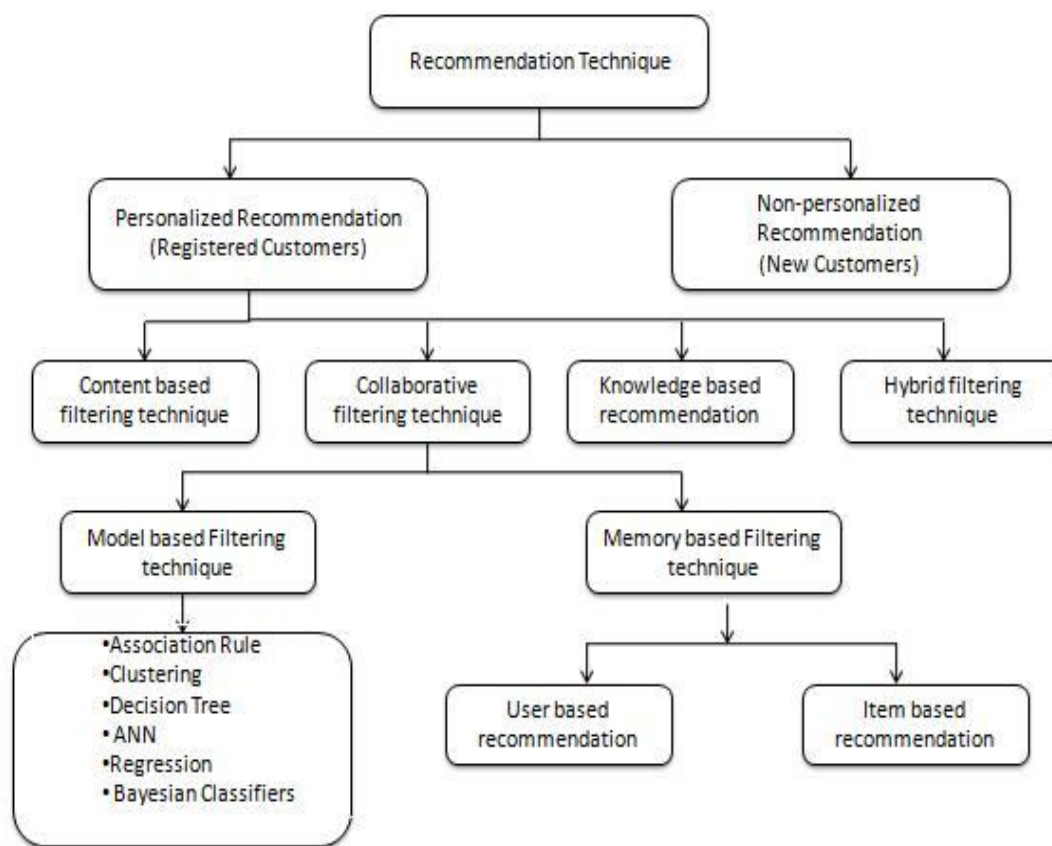 Recommendation Technique
Personalized Recommendation
(Registered Customers)
Non-personalized
Recommendation
(New Customers)
Content based
filtering technique
Collaborative
filtering technique
Knowledge based
recommendation
Hybrid filtering
technique
Model based Filtering
technique
Memory based Filtering
technique
•Association Rule
•Clustering
•Decision Tree
• ANN
•Regression
• Bayesian Classifiers
User based
recommendation
Item based
recommendation